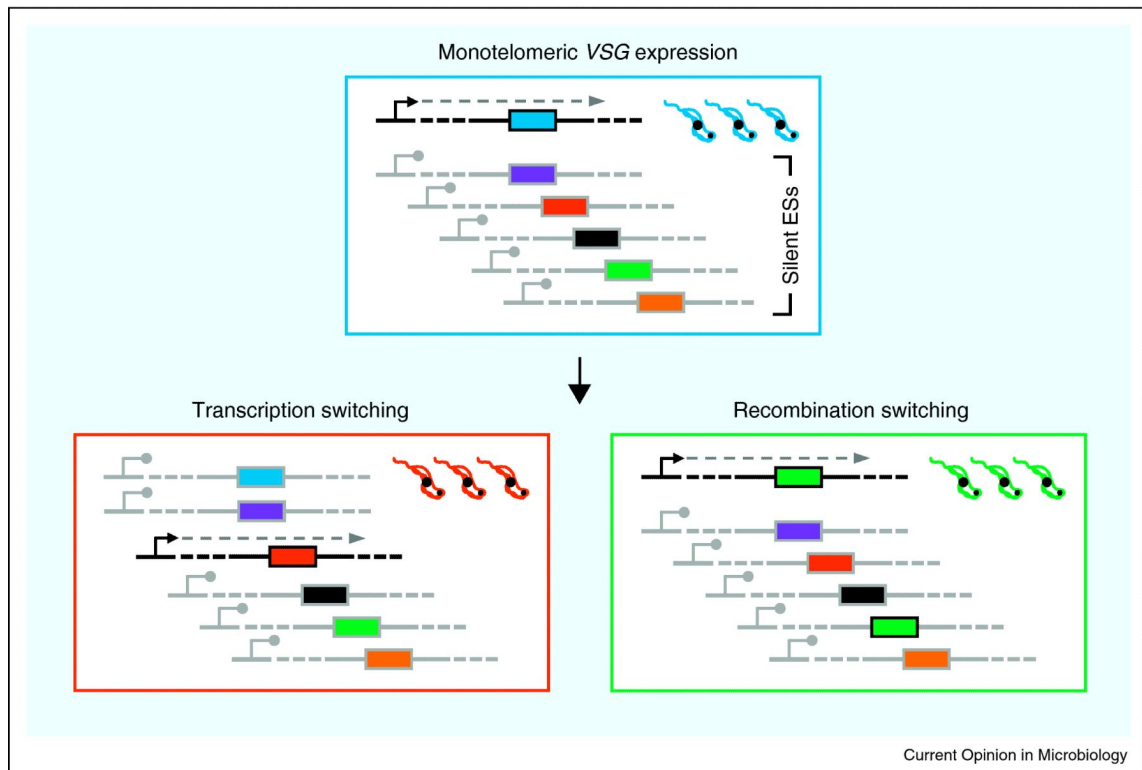 Monotelomeric VSG expression
Silent ESs
Transcription switching
Recombination switching
Current Opinion in Microbiology